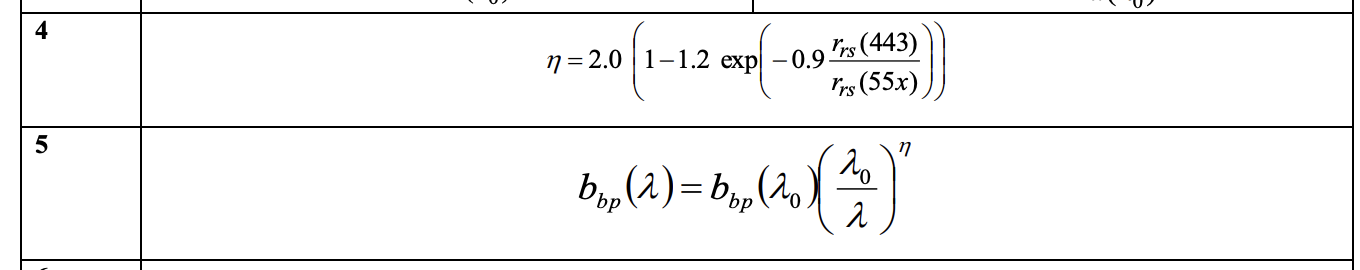 4
η = 2.0 (1 − 1.2 exp(− 0.9 r_rs(443) / r_rs(55x)))
5
b_bp(λ) = b_bp(λ_0)(λ_0 / λ)^η